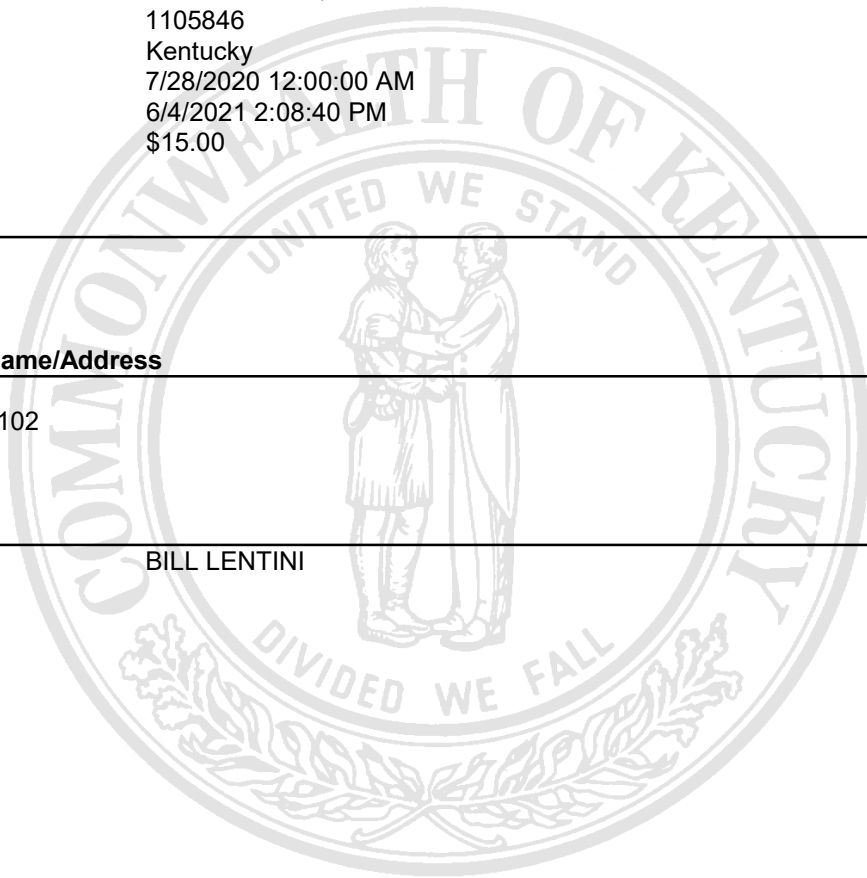 1105846
Kentucky
7/28/2020 12:00:00 AM
6/4/2021 2:08:40 PM
$15.00
COMMONWEALTH OF KENTUCKY
UNITED WE STAND
ame/Address
102
BILL LENTINI
DIVIDED WE FALL